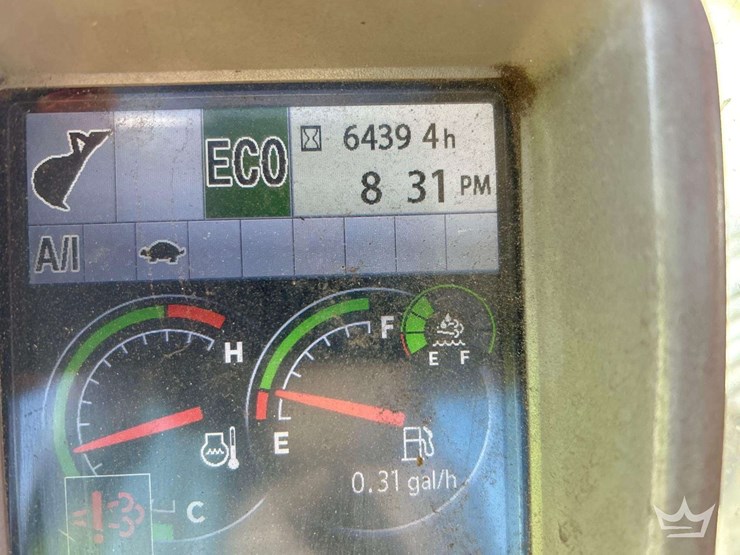 ECO
6439 4h
8 31 PM
A/I
H
F
E F
E
0.31 gal/h
C